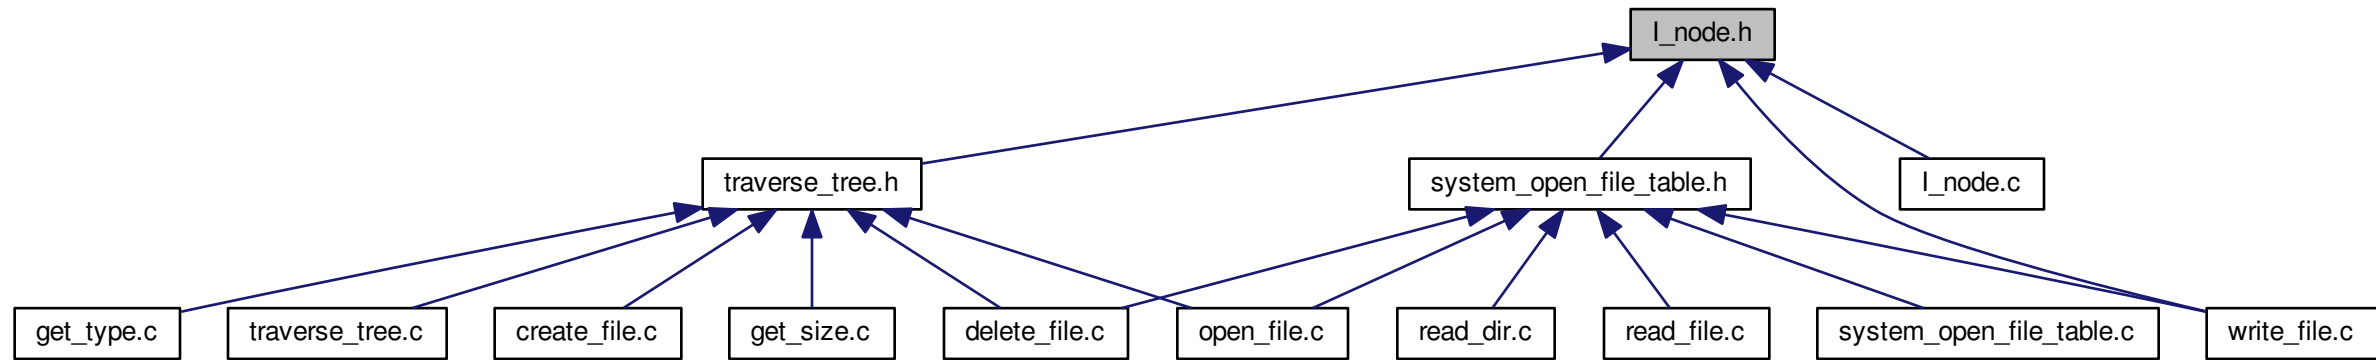 I_node.h
traverse_tree.h
system_open_file_table.h
I_node.c
get_type.c
traverse_tree.c
create_file.c
get_size.c
delete_file.c
open_file.c
read_dir.c
read_file.c
system_open_file_table.c
write_file.c